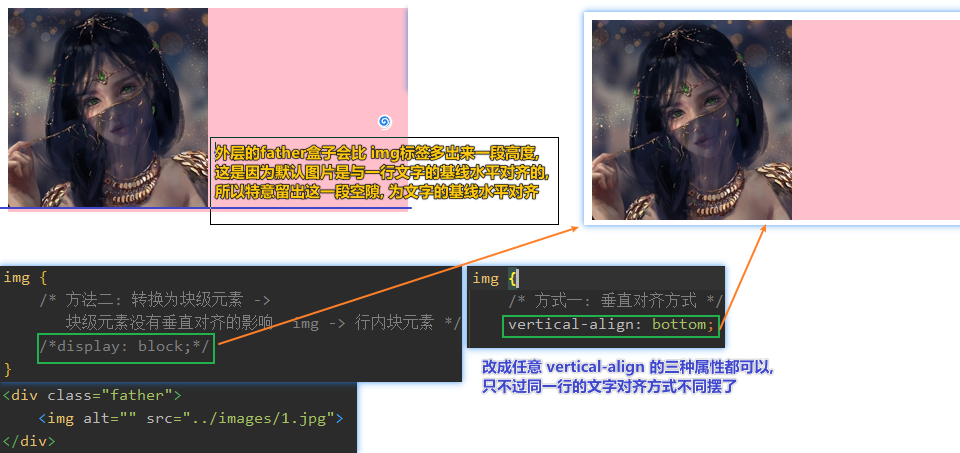 外层的father盒子会比 img标签多出来一段高度,
这是因为默认图片是与一行文字的基线水平对齐的,
所以特意留出这一段空隙, 为文字的基线水平对齐
img {
/* 方法二: 转换为块级元素 ->
块级元素没有垂直对齐的影响 img -> 行内块元素 */
/*display: block;*/
}
<div class="father">
<img alt="" src="../images/1.jpg">
</div>
img {
/* 方式一: 垂直对齐方式 */
vertical-align: bottom;
改成任意 vertical-align 的三种属性都可以,
只不过同一行的文字对齐方式不同摆了